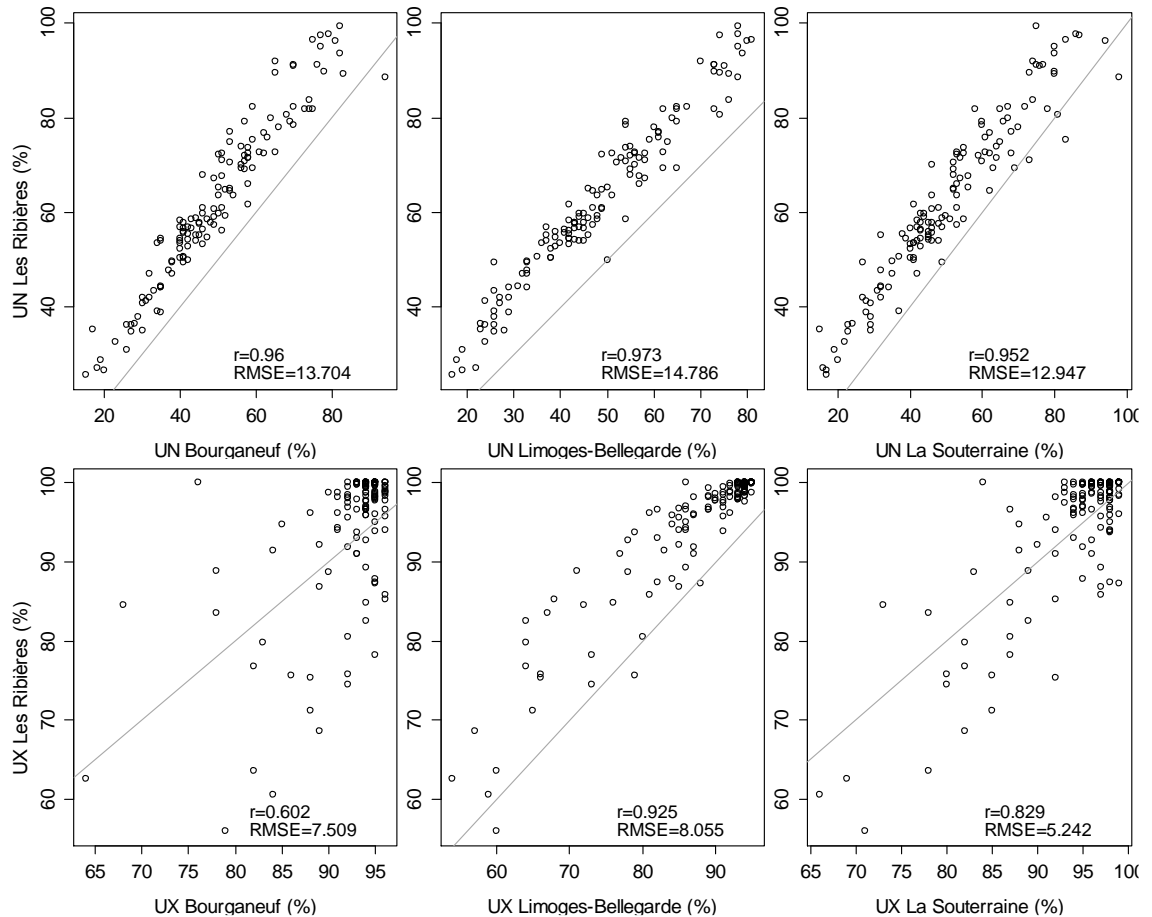 UN Les Ribières (%)
40 60 80 100
r=0.96
RMSE=13.704
20 40 60 80
UN Bourganeuf (%)
40 60 80 100
r=0.973
RMSE=14.786
20 30 40 50 60 70 80
UN Limoges-Bellegarde (%)
40 60 80 100
r=0.952
RMSE=12.947
20 40 60 80 100
UN La Souterraine (%)
UX Les Ribières (%)
60 70 80 90 100
r=0.602
RMSE=7.509
65 70 75 80 85 90 95
UX Bourganeuf (%)
60 70 80 90 100
r=0.925
RMSE=8.055
60 70 80 90
UX Limoges-Bellegarde (%)
60 70 80 90 100
r=0.829
RMSE=5.242
65 70 75 80 85 90 95 100
UX La Souterraine (%)